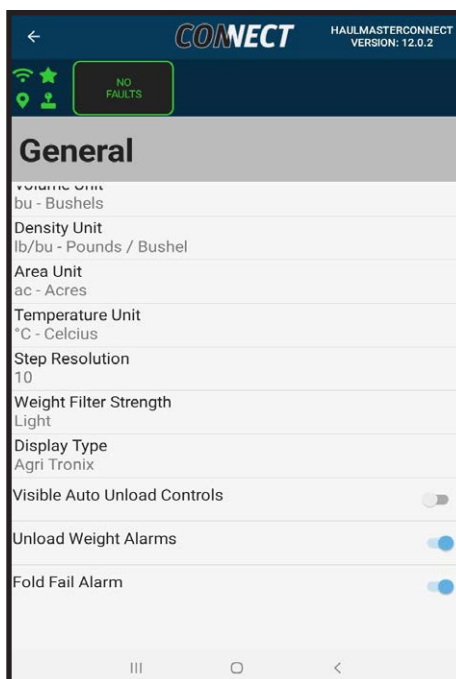 CONNECT
HAULMASTERCONNECT
VERSION: 12.0.2
NO
FAULTS
General
Volume Unit
bu - Bushels
Density Unit
lb/bu - Pounds / Bushel
Area Unit
ac - Acres
Temperature Unit
°C - Celcius
Step Resolution
10
Weight Filter Strength
Light
Display Type
Agri Tronix
Visible Auto Unload Controls
Unload Weight Alarms
Fold Fail Alarm